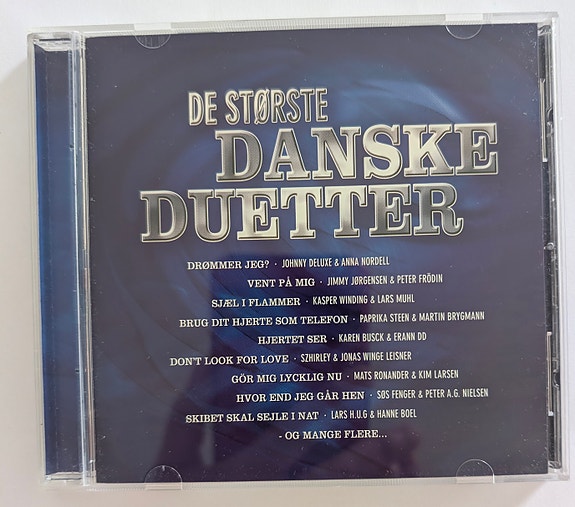 DE STØRSTE
DANSKE
DUETTER
DRØMMER JEG? · JOHNNY DELUXE & ANNA NORDELL
VENT PÅ MIG · JIMMY JØRGENSEN & PETER FRÖDIN
SJÆL I FLAMMER · KASPER WINDING & LARS MUHL
BRUG DIT HJERTE SOM TELEFON · PAPRIKA STEEN & MARTIN BRYGMANN
HJERTET SER · KAREN BUSCK & ERANN DD
DON'T LOOK FOR LOVE · SZHIRLEY & JONAS WINGE LEISNER
GÖR MIG LYCKLIG NU · MATS RONANDER & KIM LARSEN
HVOR END JEG GÅR HEN · SØS FENGER & PETER A.G. NIELSEN
SKIBET SKAL SEJLE I NAT · LARS H.U.G & HANNE BOEL
- OG MANGE FLERE...